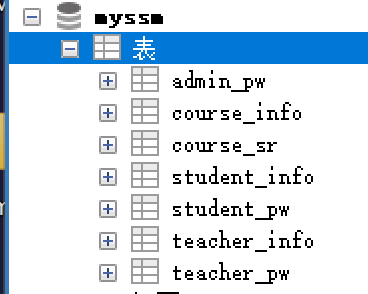 myssm
表
admin_pw
course_info
course_sr
student_info
student_pw
teacher_info
teacher_pw